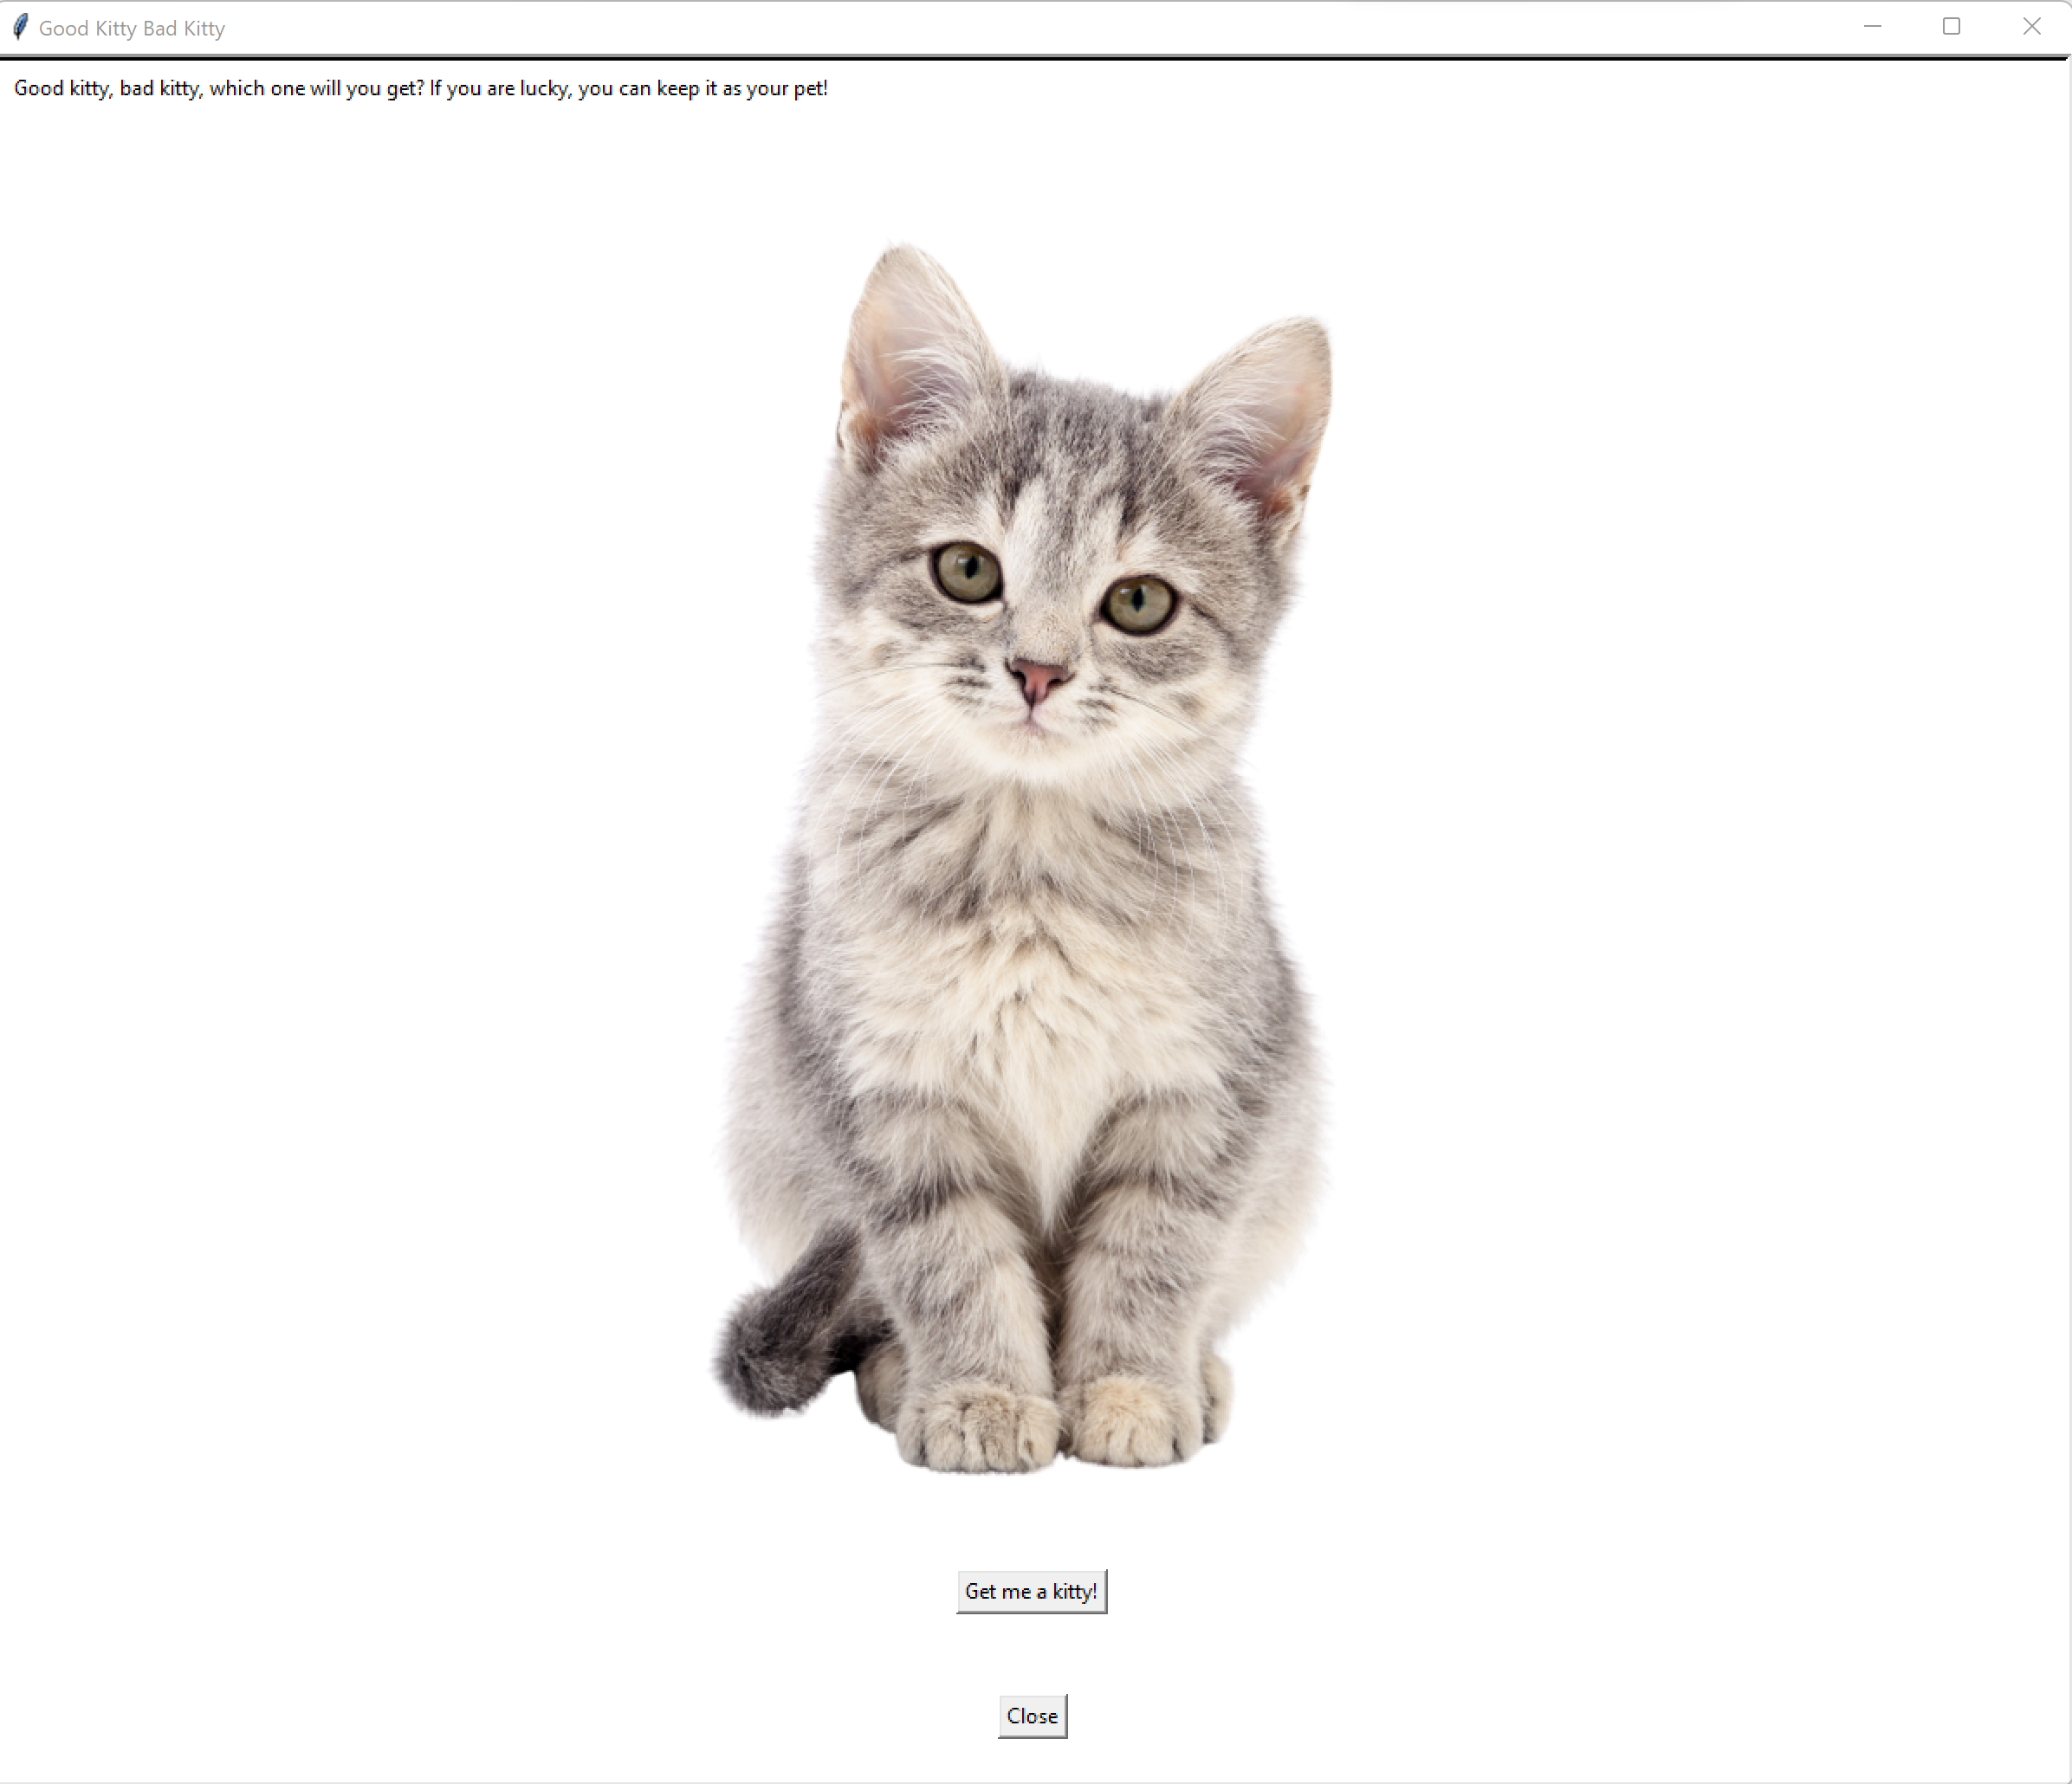 Good Kitty Bad Kitty
Good kitty, bad kitty, which one will you get? If you are lucky, you can keep it as your pet!
Get me a kitty!
Close